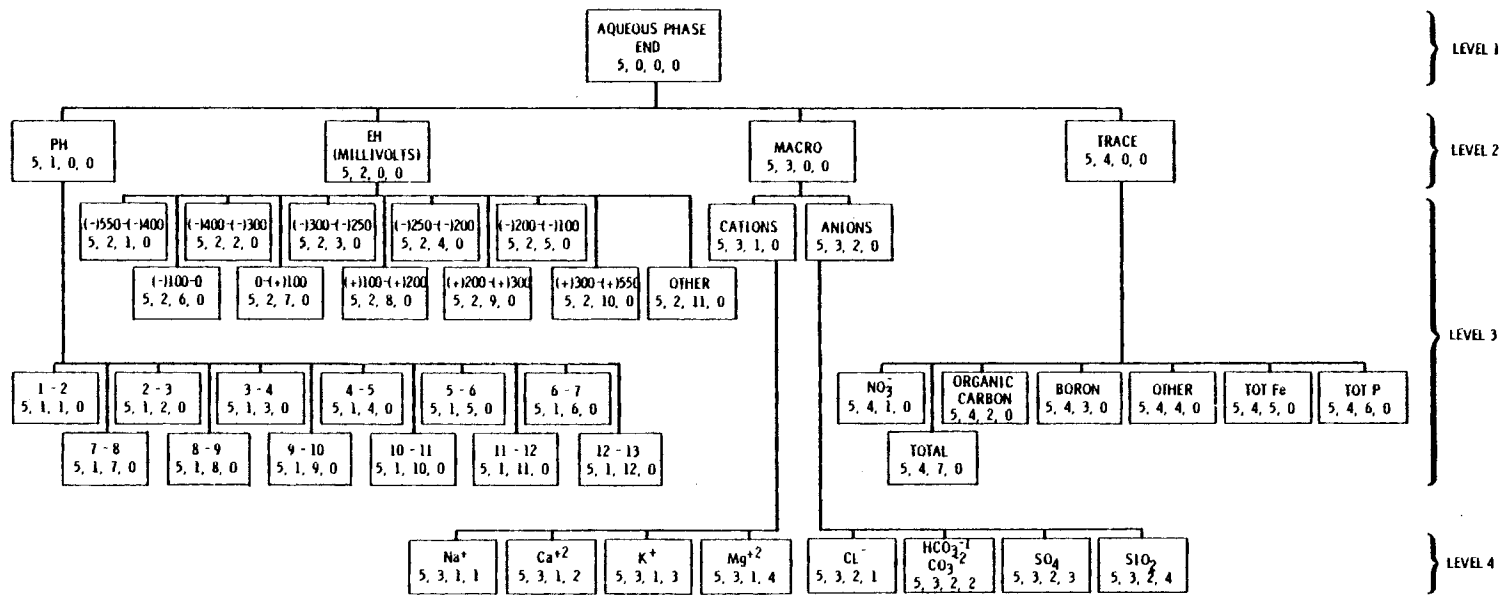 AQUEOUS PHASE
END
5, 0, 0, 0
LEVEL 1
PH
5, 1, 0, 0
EH
(MILLIVOLTS)
5, 2, 0, 0
MACRO
5, 3, 0, 0
TRACE
5, 4, 0, 0
LEVEL 2
(-)550-(-)400
5, 2, 1, 0
(-)400-(-)300
5, 2, 2, 0
(-)300-(-)250
5, 2, 3, 0
(-)250-(-)200
5, 2, 4, 0
(-)200-(-)100
5, 2, 5, 0
CATIONS
5, 3, 1, 0
ANIONS
5, 3, 2, 0
(-)100-0
5, 2, 6, 0
0-(+)100
5, 2, 7, 0
(+)100-(+)200
5, 2, 8, 0
(+)200-(+)300
5, 2, 9, 0
(+)300-(+)550
5, 2, 10, 0
OTHER
5, 2, 11, 0
LEVEL 3
1 - 2
5, 1, 1, 0
2 - 3
5, 1, 2, 0
3 - 4
5, 1, 3, 0
4 - 5
5, 1, 4, 0
5 - 6
5, 1, 5, 0
6 - 7
5, 1, 6, 0
NO₃⁻
5, 4, 1, 0
ORGANIC
CARBON
5, 4, 2, 0
BORON
5, 4, 3, 0
OTHER
5, 4, 4, 0
TOT Fe
5, 4, 5, 0
TOT P
5, 4, 6, 0
7 - 8
5, 1, 7, 0
8 - 9
5, 1, 8, 0
9 - 10
5, 1, 9, 0
10 - 11
5, 1, 10, 0
11 - 12
5, 1, 11, 0
12 - 13
5, 1, 12, 0
TOTAL
5, 4, 7, 0
Na⁺
5, 3, 1, 1
Ca⁺²
5, 3, 1, 2
K⁺
5, 3, 1, 3
Mg⁺²
5, 3, 1, 4
CL⁻
5, 3, 2, 1
HCO₃⁻¹
CO₃⁻²
5, 3, 2, 2
SO₄
5, 3, 2, 3
SIO₂
5, 3, 2, 4
LEVEL 4